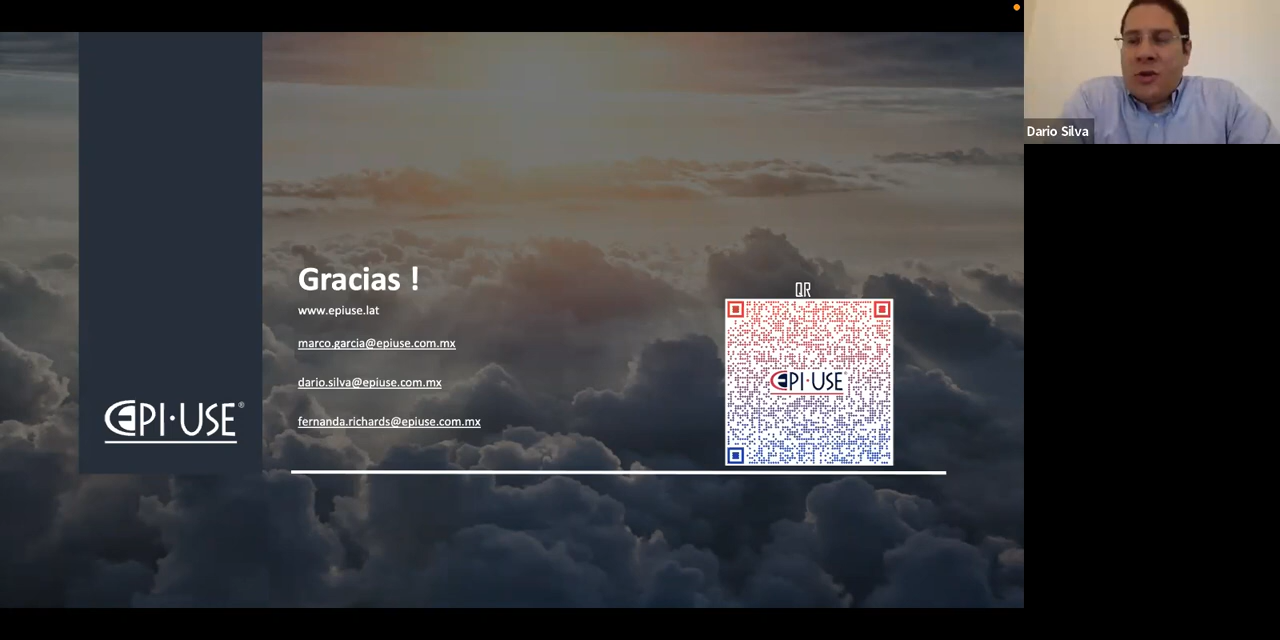 Dario Silva
Gracias !
www.epiuse.lat
marco.garcia@epiuse.com.mx
dario.silva@epiuse.com.mx
fernanda.richards@epiuse.com.mx
EPI·USE®
QR
EPI·USE